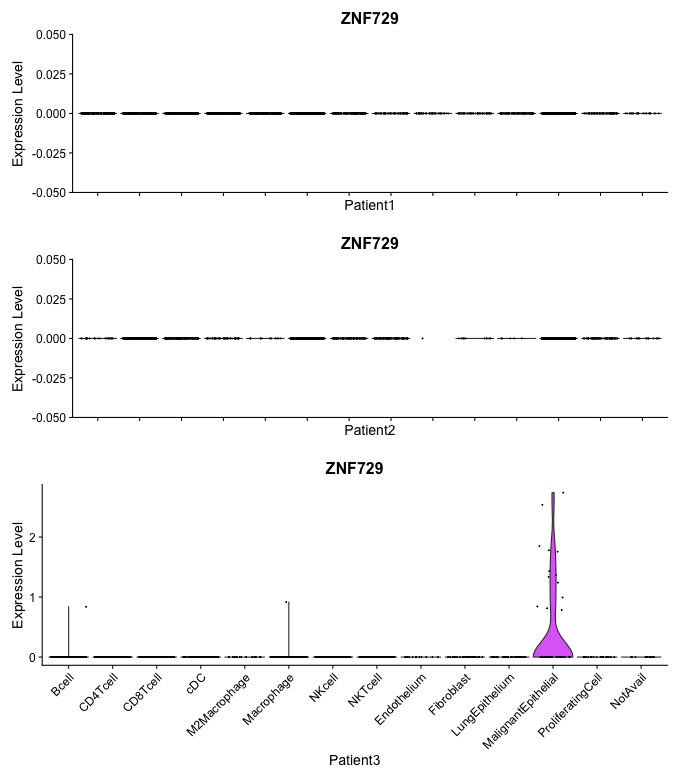 ZNF729
Expression Level
0.050
0.025
0.000
-0.025
-0.050
Patient1
ZNF729
Expression Level
0.050
0.025
0.000
-0.025
-0.050
Patient2
ZNF729
Expression Level
2
1
0
Bcell
CD4Tcell
CD8Tcell
cDC
M2Macrophage
Macrophage
NKcell
NKTcell
Endothelium
Fibroblast
LungEpithelium
MalignantEpithelial
ProliferatingCell
NotAvail
Patient3